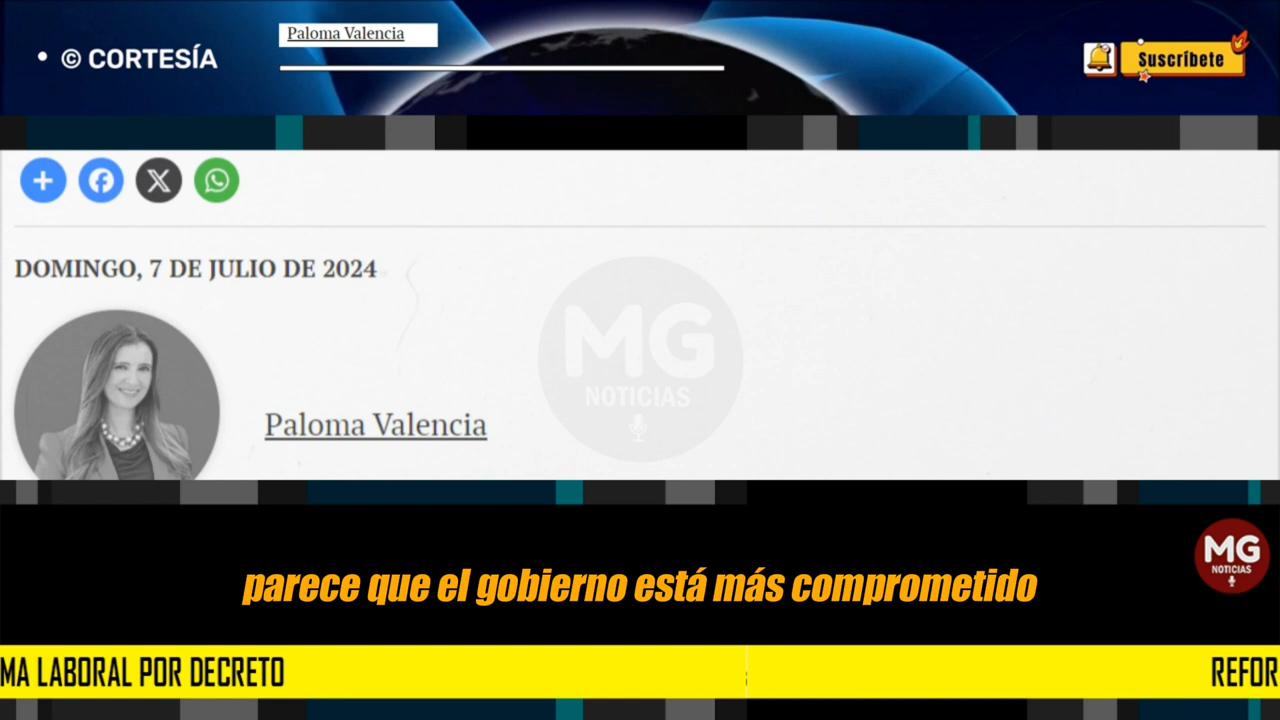 • © CORTESÍA
Paloma Valencia
Suscríbete
DOMINGO, 7 DE JULIO DE 2024
MG
NOTICIAS
Paloma Valencia
MG
NOTICIAS
parece que el gobierno está más comprometido
MA LABORAL POR DECRETO
REFOR